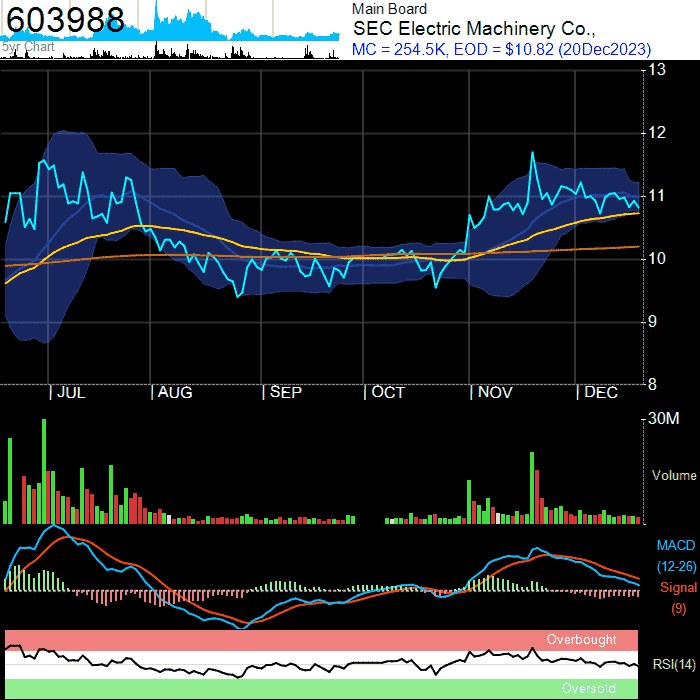 603988
5yr Chart
Main Board
SEC Electric Machinery Co.,
MC = 254.5K, EOD = $10.82 (20Dec2023)
13
12
11
10
9
8
JUL AUG SEP OCT NOV DEC
30M
Volume
MACD
(12-26)
Signal
(9)
Overbought
RSI(14)
Oversold